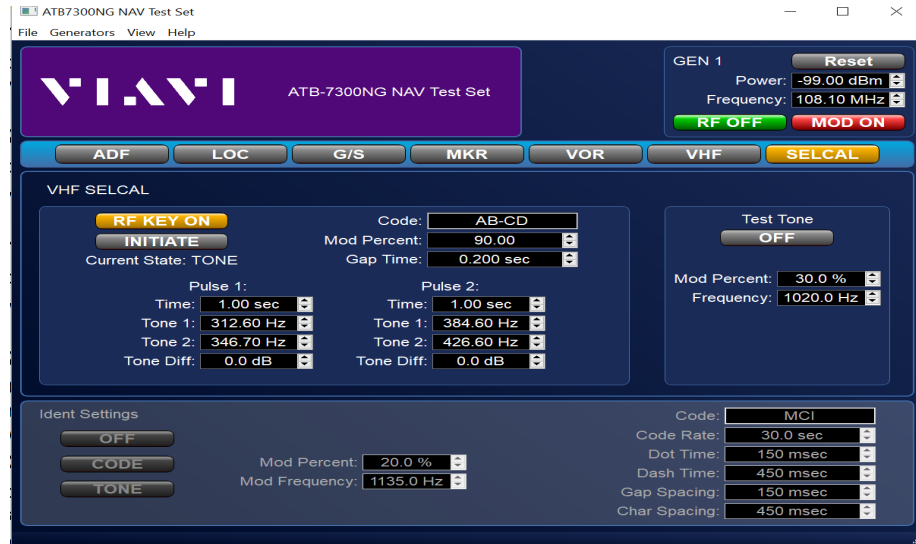 ATB7300NG NAV Test Set
File Generators View Help
VIAVI
ATB-7300NG NAV Test Set
GEN 1 Reset
Power: -99.00 dBm
Frequency: 108.10 MHz
RF OFF MOD ON
ADF LOC G/S MKR VOR VHF SELCAL
VHF SELCAL
RF KEY ON
INITIATE
Current State: TONE
Code: AB-CD
Mod Percent: 90.00
Gap Time: 0.200 sec
Pulse 1:
Time: 1.00 sec
Tone 1: 312.60 Hz
Tone 2: 346.70 Hz
Tone Diff: 0.0 dB
Pulse 2:
Time: 1.00 sec
Tone 1: 384.60 Hz
Tone 2: 426.60 Hz
Tone Diff: 0.0 dB
Test Tone
OFF
Mod Percent: 30.0 %
Frequency: 1020.0 Hz
Ident Settings
OFF
CODE
TONE
Mod Percent: 20.0 %
Mod Frequency: 1135.0 Hz
Code: MCI
Code Rate: 30.0 sec
Dot Time: 150 msec
Dash Time: 450 msec
Gap Spacing: 150 msec
Char Spacing: 450 msec